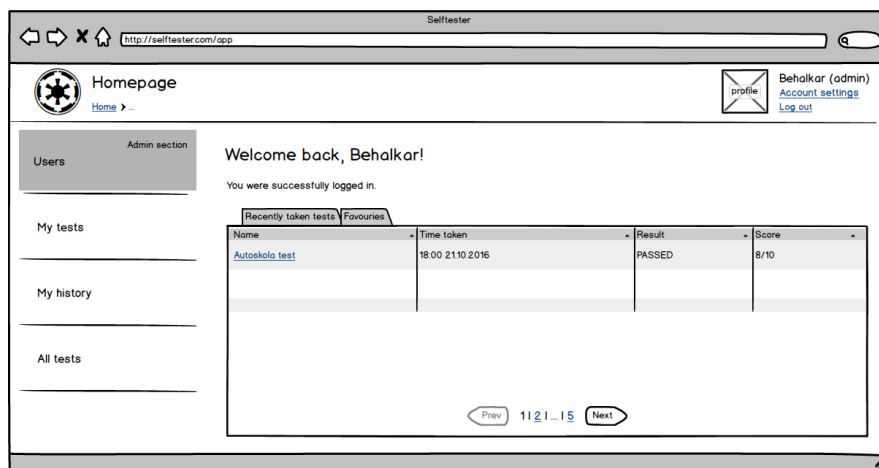 Selftester
http://selftester.com/app
Homepage
Home > ...
profile
Behalkar (admin)
Account settings
Log out
Admin section
Users
My tests
My history
All tests
Welcome back, Behalkar!
You were successfully logged in.
Recently taken tests Favouries
Name Time taken Result Score
Autoskola test 18:00 21.10.2016 PASSED 8/10
Prev 1 | 2 | ... | 5 Next